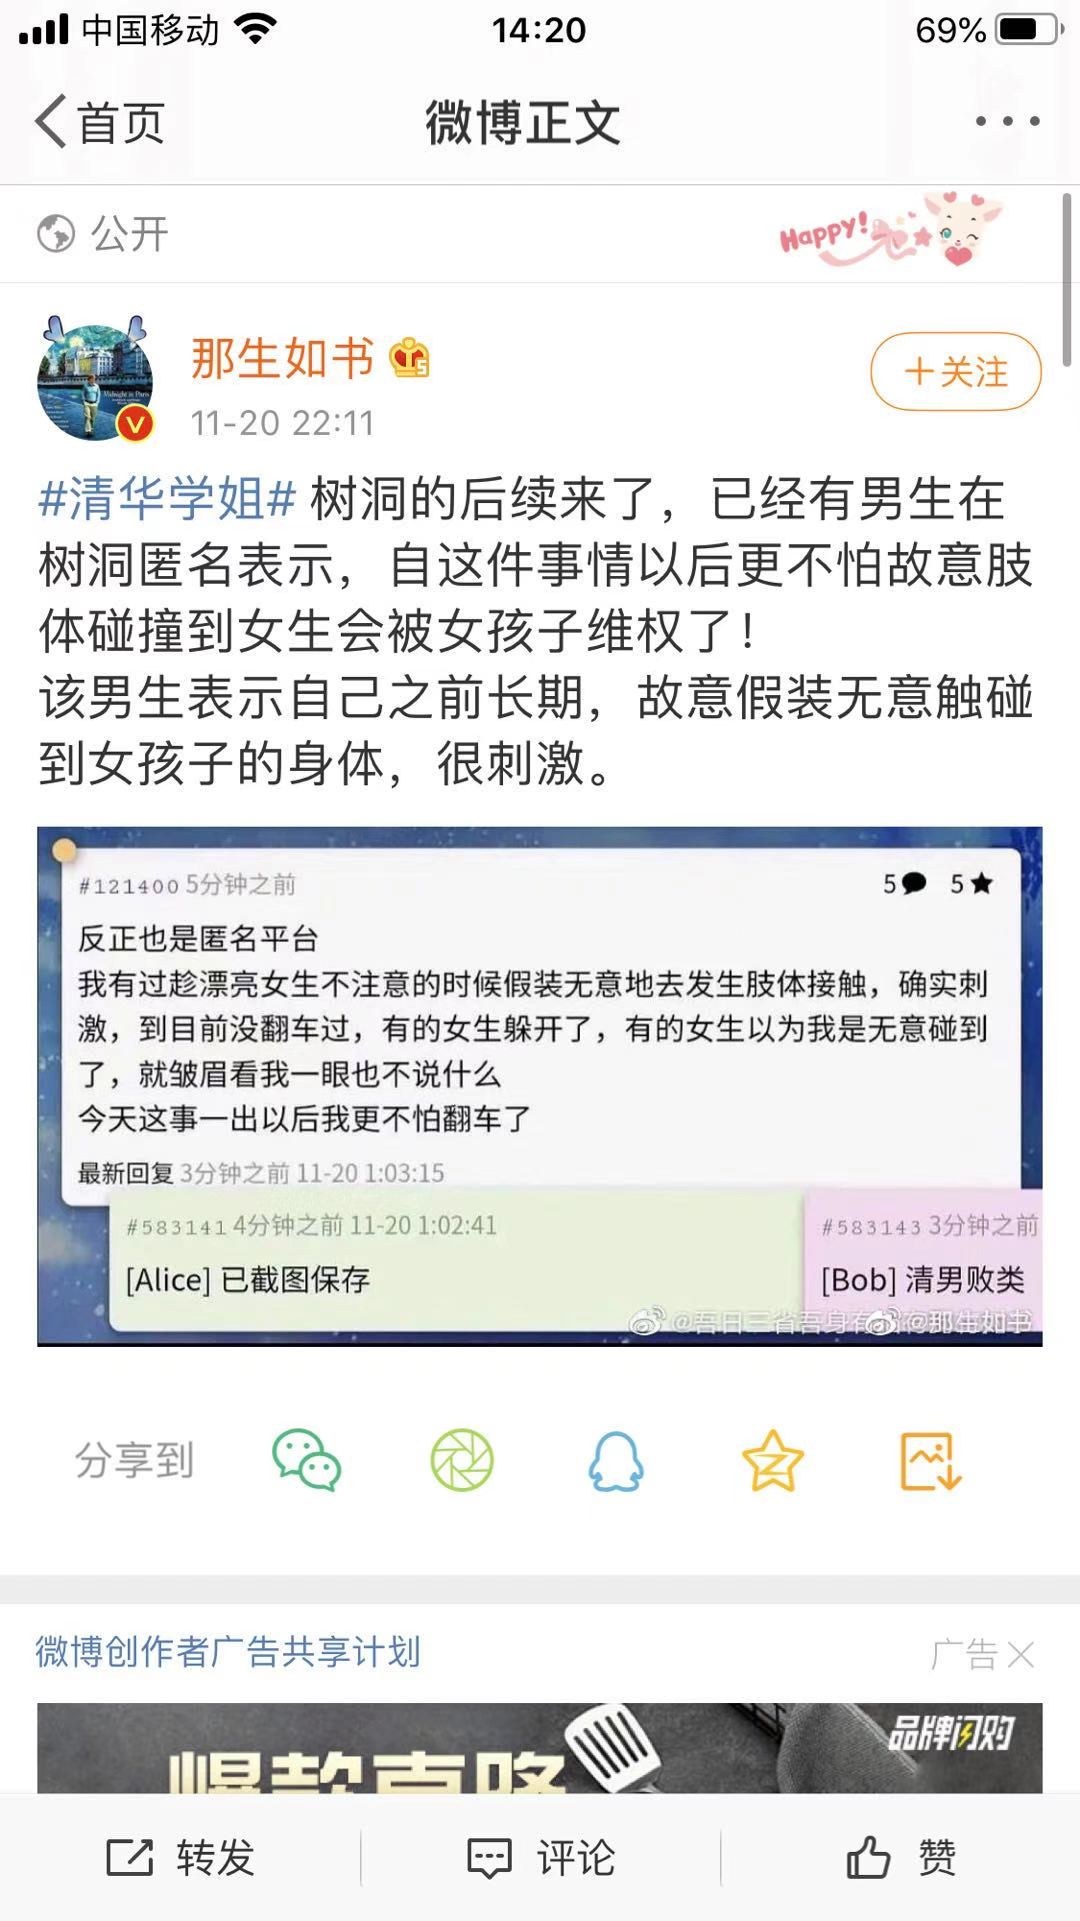 中国移动
14:20
69%
首页
微博正文
公开
Happy!
那生如书
11-20 22:11
Midnight in Paris
+关注
#清华学姐# 树洞的后续来了，已经有男生在
树洞匿名表示，自这件事情以后更不怕故意肢
体碰撞到女生会被女孩子维权了！
该男生表示自己之前长期，故意假装无意触碰
到女孩子的身体，很刺激。
#121400 5分钟之前
5 5
反正也是匿名平台
我有过趁漂亮女生不注意的时候假装无意地去发生肢体接触，确实刺
激，到目前没翻车过，有的女生躲开了，有的女生以为我是无意碰到
了，就皱眉看我一眼也不说什么
今天这事一出以后我更不怕翻车了
最新回复 3分钟之前 11-20 1:03:15
#583141 4分钟之前 11-20 1:02:41
[Alice] 已截图保存
#583143 3分钟之前
[Bob] 清男败类
@吾日三省吾身有
@那生如书
分享到
微博创作者广告共享计划
广告
品牌闪购
爆款直降
转发
评论
赞